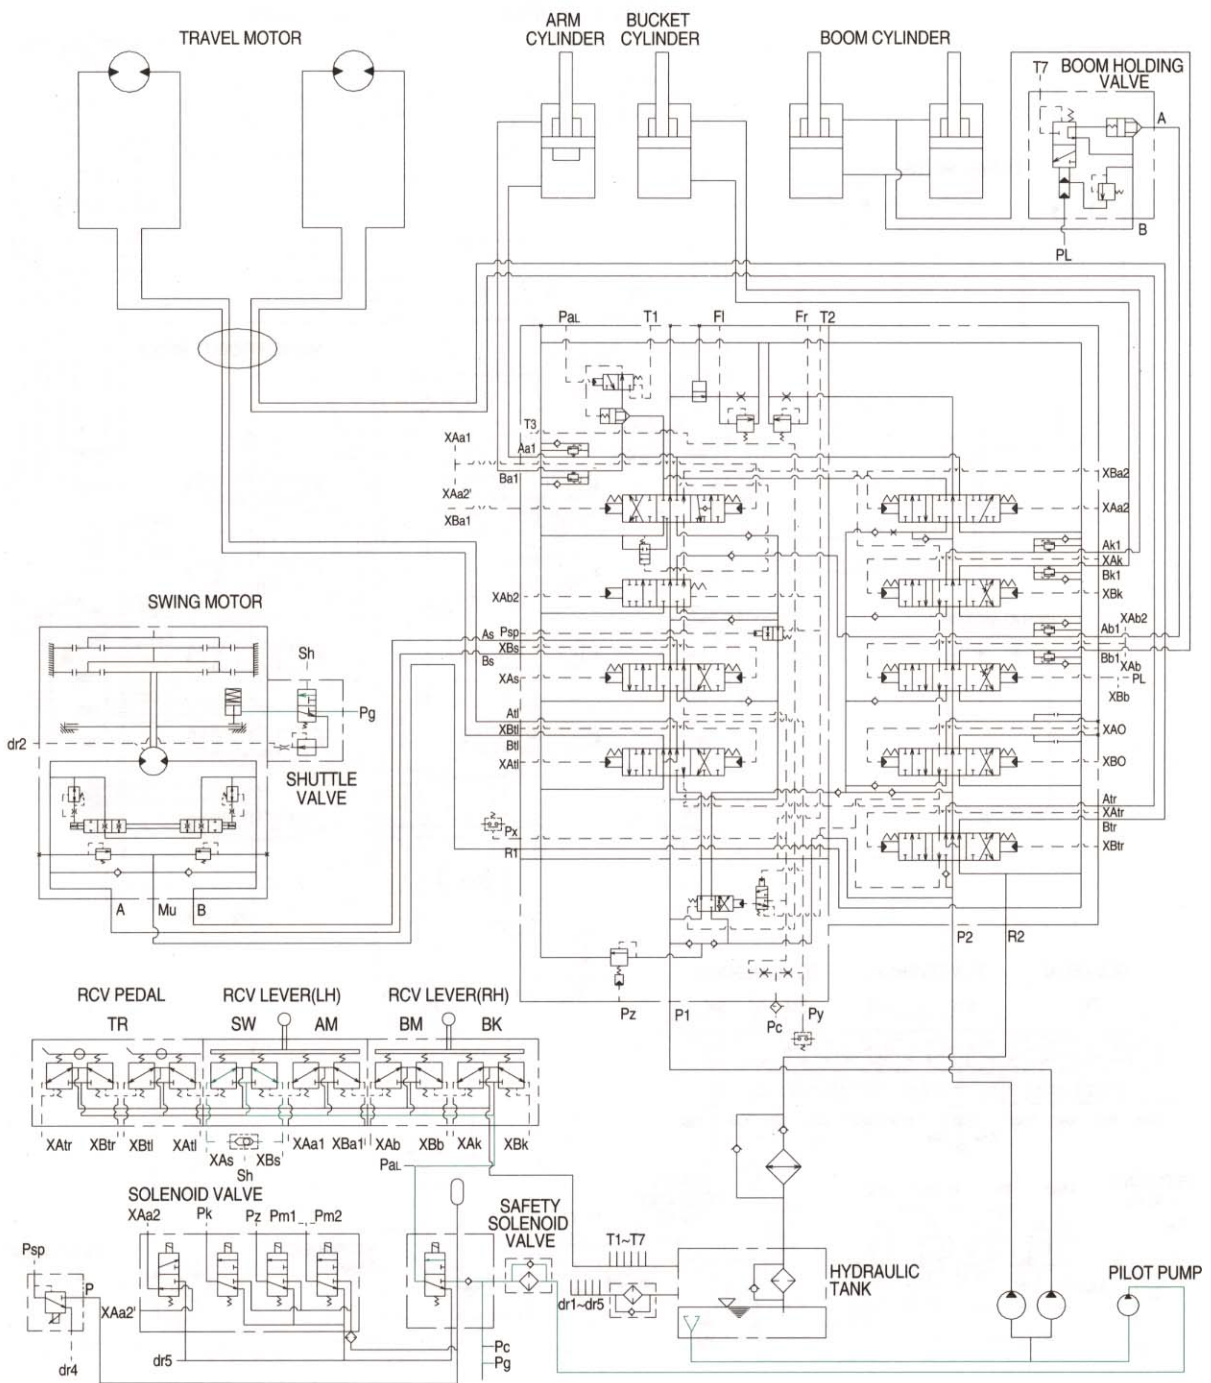 TRAVEL MOTOR
ARM
CYLINDER
BUCKET
CYLINDER
BOOM CYLINDER
T7
BOOM HOLDING
VALVE
A
B
PL
PaL
T1
Fl
Fr
T2
T3
XAa1
Aa1
Ba1
XAa2'
XBa1
XBa2
XAa2
Ak1
XAk
Bk1
XBk
XAb2
XAb2
Ab1
Bb1
XAb
PL
XBb
As
Psp
XBs
Bs
XAs
Atl
XBtl
Btl
XAtl
XAO
XBO
Atr
XAtr
Btr
XBtr
Px
R1
SWING MOTOR
Sh
Pg
dr2
SHUTTLE
VALVE
A
Mu
B
P2
R2
Pz
P1
Pc
Py
RCV PEDAL
RCV LEVER(LH)
RCV LEVER(RH)
TR
SW
AM
BM
BK
XAtr
XBtr
XBtl
XAtl
XAs
XBs
XAa1
XBa1
XAb
XBb
XAk
XBk
Sh
PaL
SOLENOID VALVE
XAa2
Pk
Pz
Pm1
Pm2
SAFETY
SOLENOID
VALVE
T1~T7
dr1~dr5
HYDRAULIC
TANK
PILOT PUMP
Psp
P
XAa2'
dr4
dr5
Pc
Pg